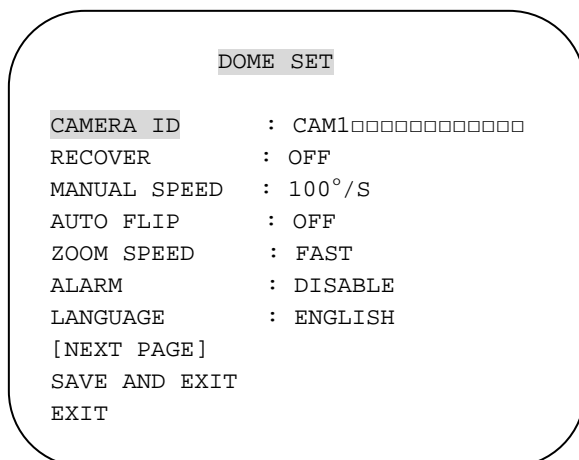 DOME SET
CAMERA ID : CAM1□□□□□□□□□□□□
RECOVER : OFF
MANUAL SPEED : 100°/S
AUTO FLIP : OFF
ZOOM SPEED : FAST
ALARM : DISABLE
LANGUAGE : ENGLISH
[NEXT PAGE]
SAVE AND EXIT
EXIT